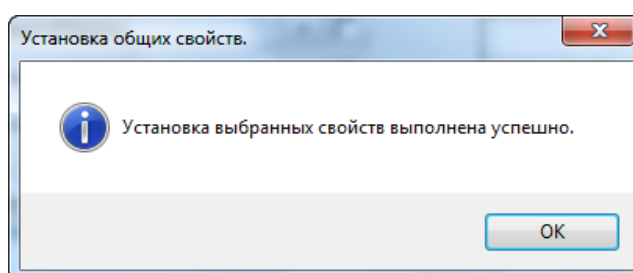 Установка общих свойств.
Установка выбранных свойств выполнена успешно.
OK